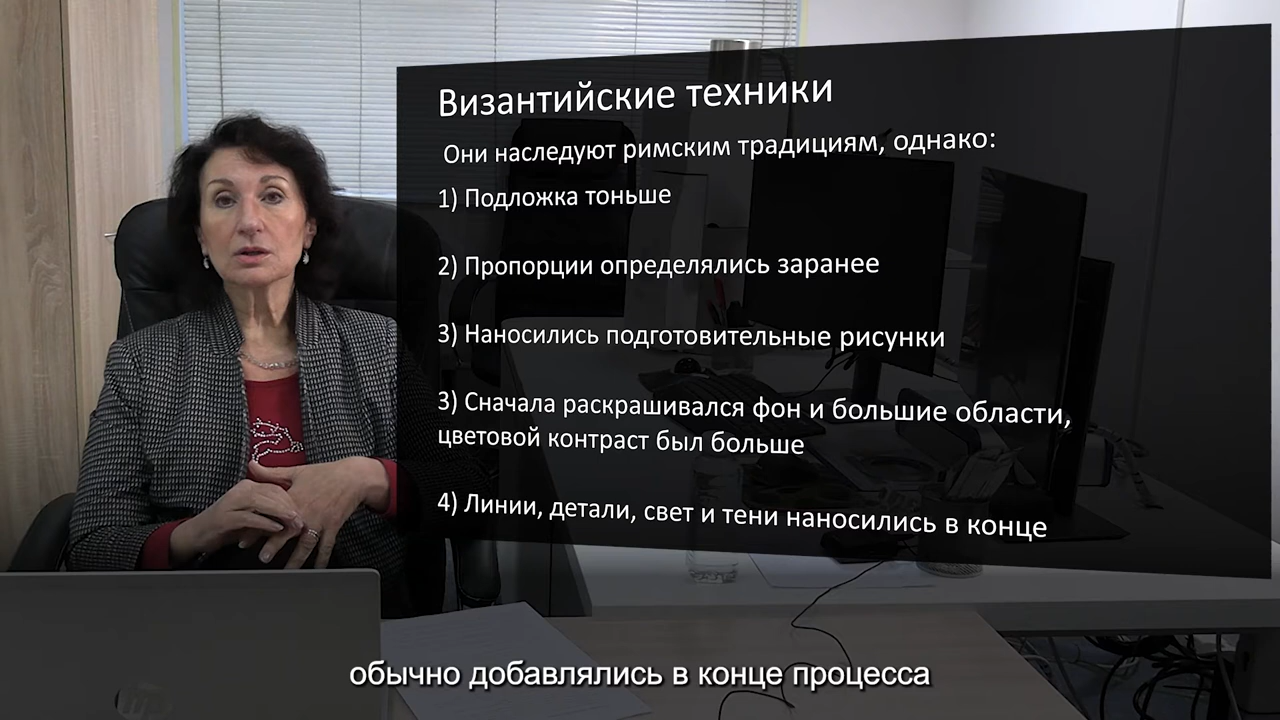 Византийские техники
Они наследуют римским традициям, однако:
1) Подложка тоньше
2) Пропорции определялись заранее
3) Наносились подготовительные рисунки
3) Сначала раскрашивался фон и большие области,
цветовой контраст был больше
4) Линии, детали, свет и тени наносились в конце
обычно добавлялись в конце процесса